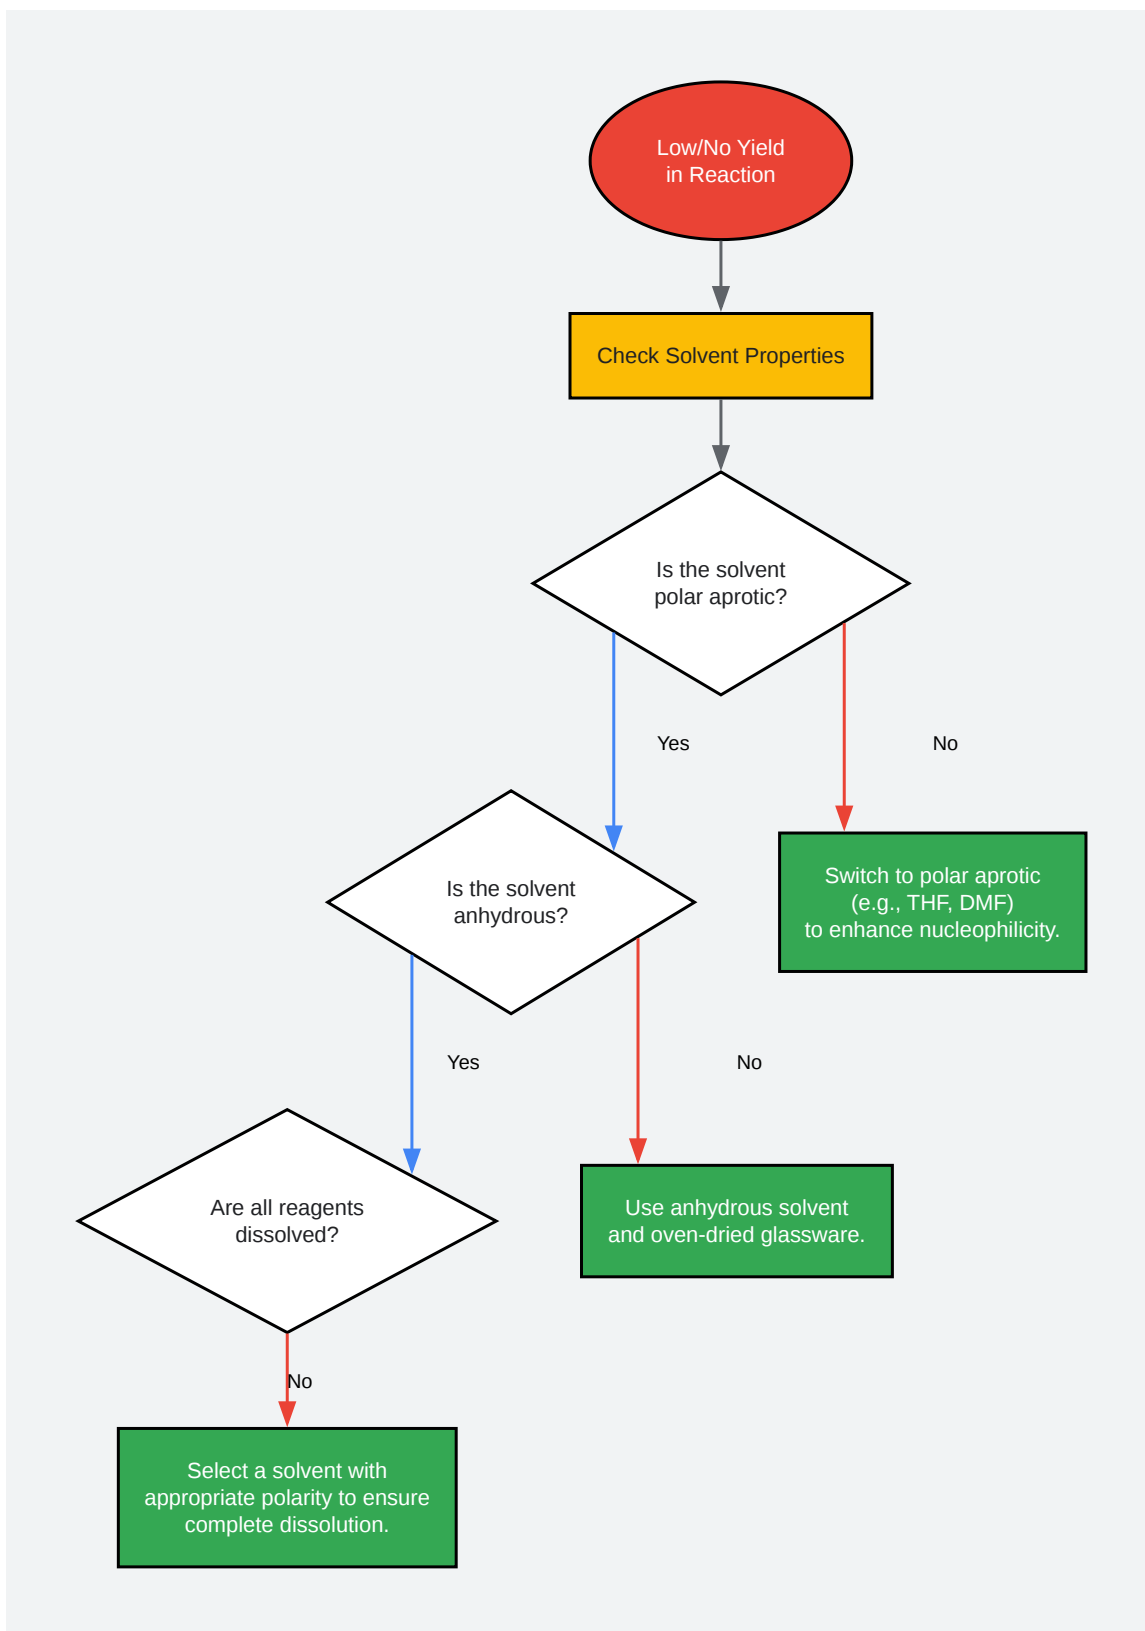 Low/No Yield
in Reaction
Check Solvent Properties
Is the solvent
polar aprotic?
Yes
No
Is the solvent
anhydrous?
Switch to polar aprotic
(e.g., THF, DMF)
to enhance nucleophilicity.
Yes
No
Are all reagents
dissolved?
Use anhydrous solvent
and oven-dried glassware.
No
Select a solvent with
appropriate polarity to ensure
complete dissolution.